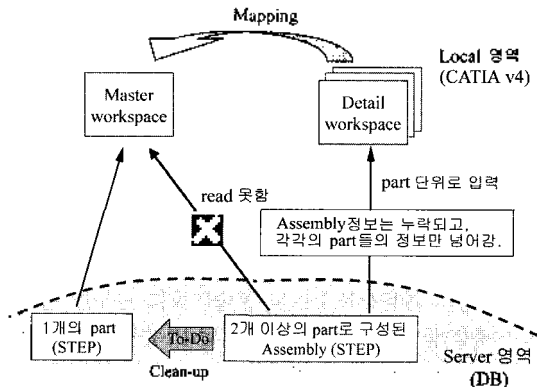 Mapping
Local 영역
(CATIA v4)
Master
workspace
Detail
workspace
read 못함
part 단위로 입력
Assembly정보는 누락되고,
각각의 part들의 정보만 넣어감.
1개의 part
(STEP)
To-Do
Clean-up
2개 이상의 part로 구성된
Assembly (STEP)
Server 영역
(DB)